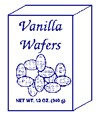 Vanilla
Wafers
NET WT. 12 OZ. (340 g)